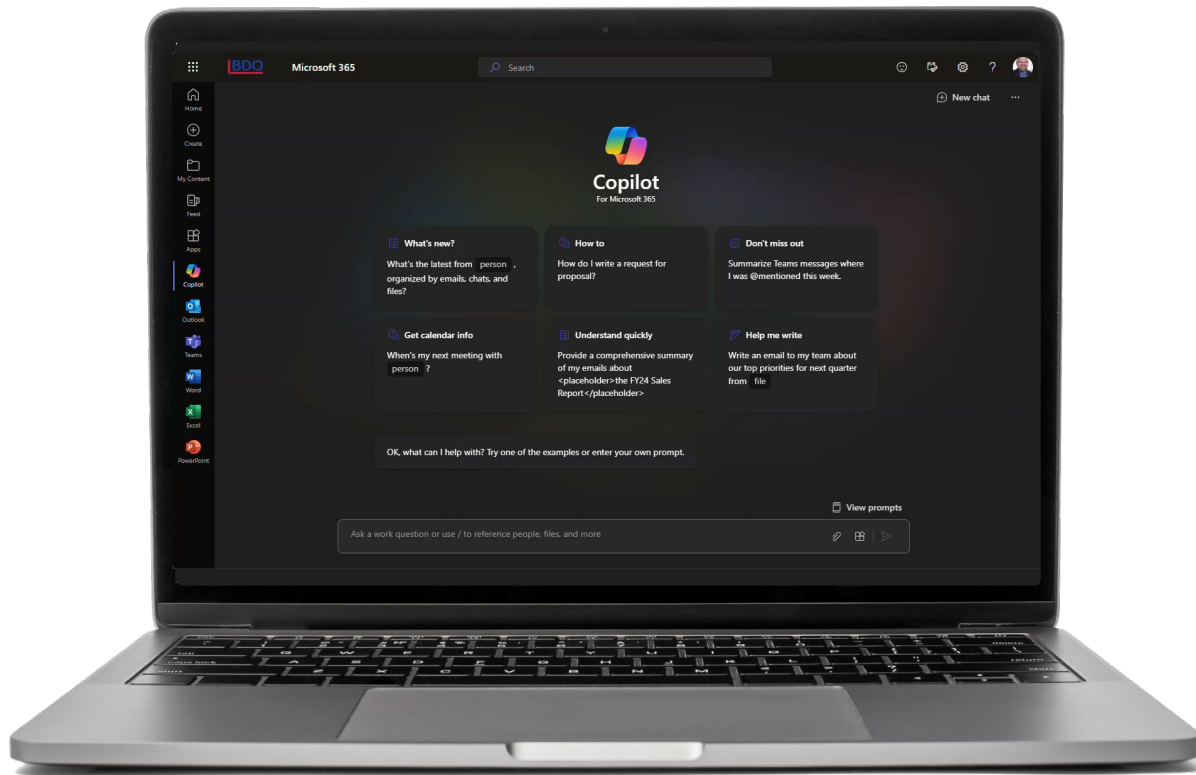 BDO
Microsoft 365
Search
?
New chat
...
Home
Create
My Content
Feed
Apps
Copilot
Outlook
Teams
Word
Excel
PowerPoint
Copilot
For Microsoft 365
What's new?
What's the latest from person ,
organized by emails, chats, and
files?
How to
How do I write a request for
proposal?
Don't miss out
Summarize Teams messages where
I was @mentioned this week.
Get calendar info
When's my next meeting with
person ?
Understand quickly
Provide a comprehensive summary
of my emails about
<placeholder>the FY24 Sales
Report</placeholder>
Help me write
Write an email to my team about
our top priorities for next quarter
from file
OK, what can I help with? Try one of the examples or enter your own prompt.
View prompts
Ask a work question or use / to reference people, files, and more
tab
caps lock
delete
return
shift